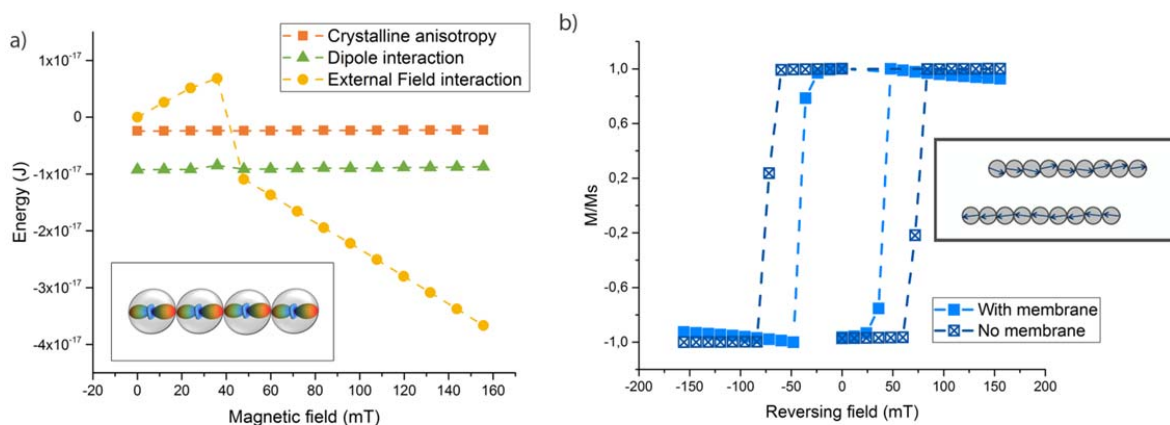 a)
Crystalline anisotropy
Dipole interaction
External Field interaction
1x10⁻¹⁷
0
-1x10⁻¹⁷
-2x10⁻¹⁷
-3x10⁻¹⁷
-4x10⁻¹⁷
Energy (J)
-20 0 20 40 60 80 100 120 140 160
Magnetic field (mT)
b)
1,0
0,6
0,2
-0,2
-0,6
-1,0
M/Ms
With membrane
No membrane
-200 -150 -100 -50 0 50 100 150 200
Reversing field (mT)